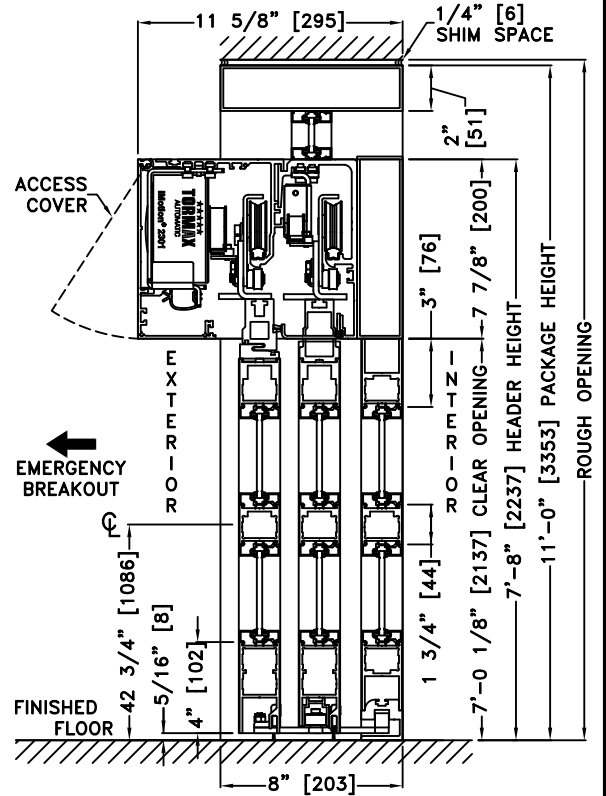 11 5/8" [295]
1/4" [6]
SHIM SPACE
2"
[51]
ACCESS
COVER
TORMAX
AUTOMATIC
iMotion® 2301
7 7/8" [200]
3" [76]
EXTERIOR
INTERIOR
EMERGENCY
BREAKOUT
℄
42 3/4" [1086]
5/16" [8]
4" [102]
1 3/4" [44]
7'-0 1/8" [2137] CLEAR OPENING
7'-8" [2237] HEADER HEIGHT
11'-0" [3353] PACKAGE HEIGHT
ROUGH OPENING
FINISHED
FLOOR
8" [203]